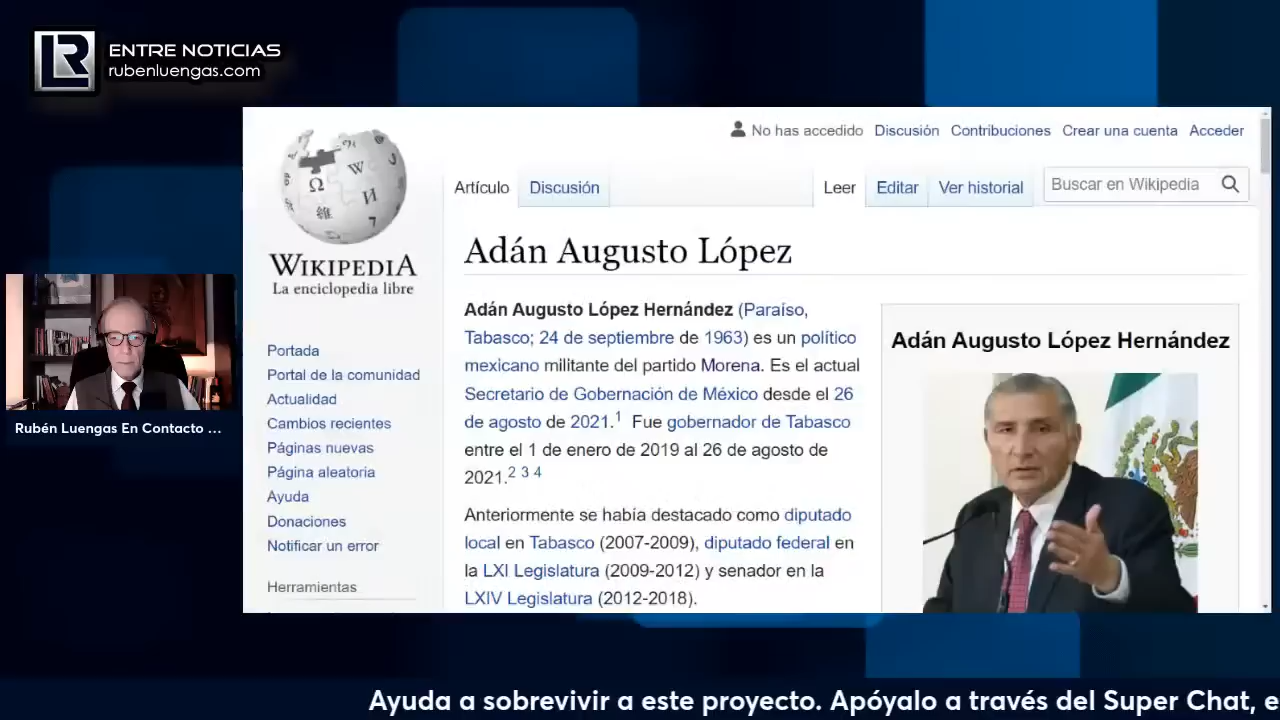 ENTRE NOTICIAS
rubenluengas.com
No has accedido Discusión Contribuciones Crear una cuenta Acceder
Artículo Discusión Leer Editar Ver historial Buscar en Wikipedia
WIKIPEDIA
La enciclopedia libre
Portada
Portal de la comunidad
Actualidad
Cambios recientes
Páginas nuevas
Página aleatoria
Ayuda
Donaciones
Notificar un error
Herramientas
Adán Augusto López
Adán Augusto López Hernández (Paraíso,
Tabasco; 24 de septiembre de 1963) es un político
mexicano militante del partido Morena. Es el actual
Secretario de Gobernación de México desde el 26
de agosto de 2021.1 Fue gobernador de Tabasco
entre el 1 de enero de 2019 al 26 de agosto de
2021.2 3 4
Anteriormente se había destacado como diputado
local en Tabasco (2007-2009), diputado federal en
la LXI Legislatura (2009-2012) y senador en la
LXIV Legislatura (2012-2018).
Adán Augusto López Hernández
Rubén Luengas En Contacto ...
Ayuda a sobrevivir a este proyecto. Apóyalo a través del Super Chat, e